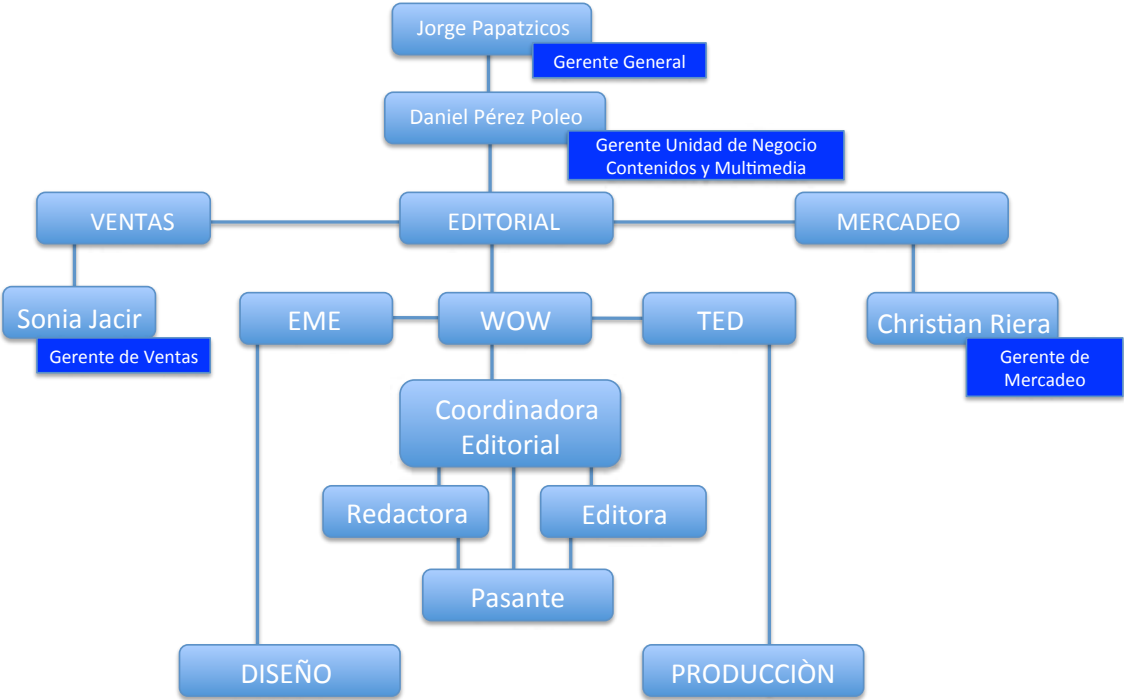 Jorge Papatzicos
Gerente General
Daniel Pérez Poleo
Gerente Unidad de Negocio
Contenidos y Multimedia
VENTAS
EDITORIAL
MERCADEO
Sonia Jacir
Gerente de Ventas
EME
WOW
TED
Christian Riera
Gerente de
Mercadeo
Coordinadora
Editorial
Redactora
Editora
Pasante
DISEÑO
PRODUCCIÒN